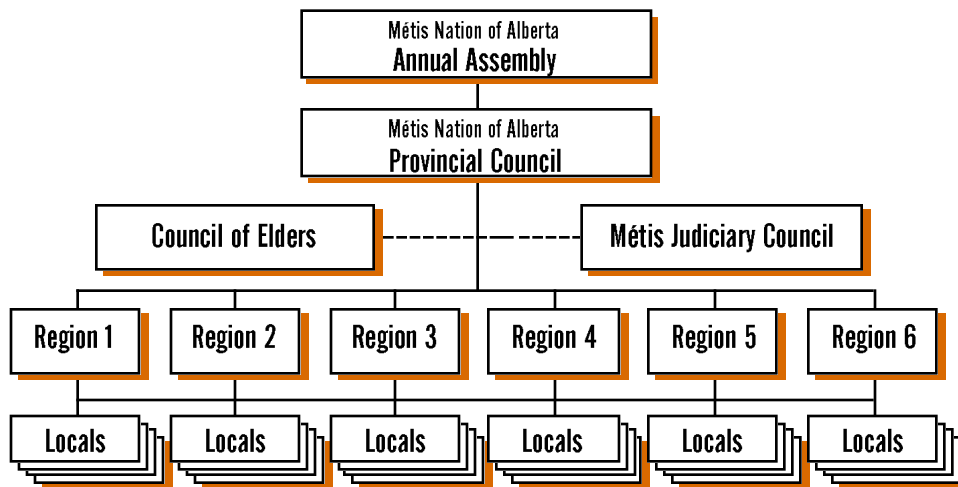 Métis Nation of Alberta
Annual Assembly
Métis Nation of Alberta
Provincial Council
Council of Elders
Métis Judiciary Council
Region 1
Region 2
Region 3
Region 4
Region 5
Region 6
Locals
Locals
Locals
Locals
Locals
Locals